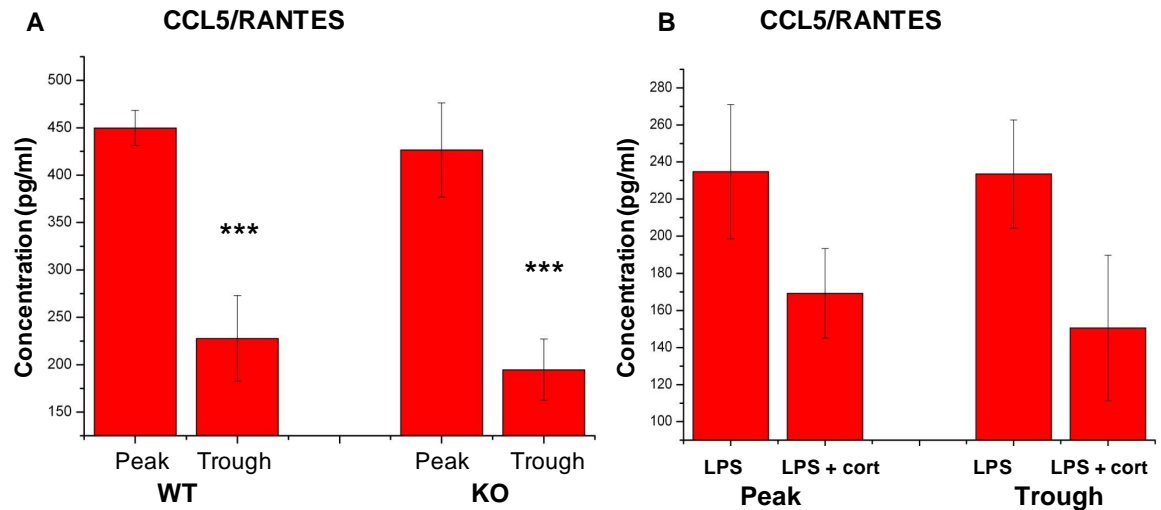 A CCL5/RANTES
Concentration (pg/ml)
500
450
400
350
300
250
200
150
***
***
Peak Trough Peak Trough
WT KO
B CCL5/RANTES
Concentration (pg/ml)
280
260
240
220
200
180
160
140
120
100
LPS LPS + cort LPS LPS + cort
Peak Trough